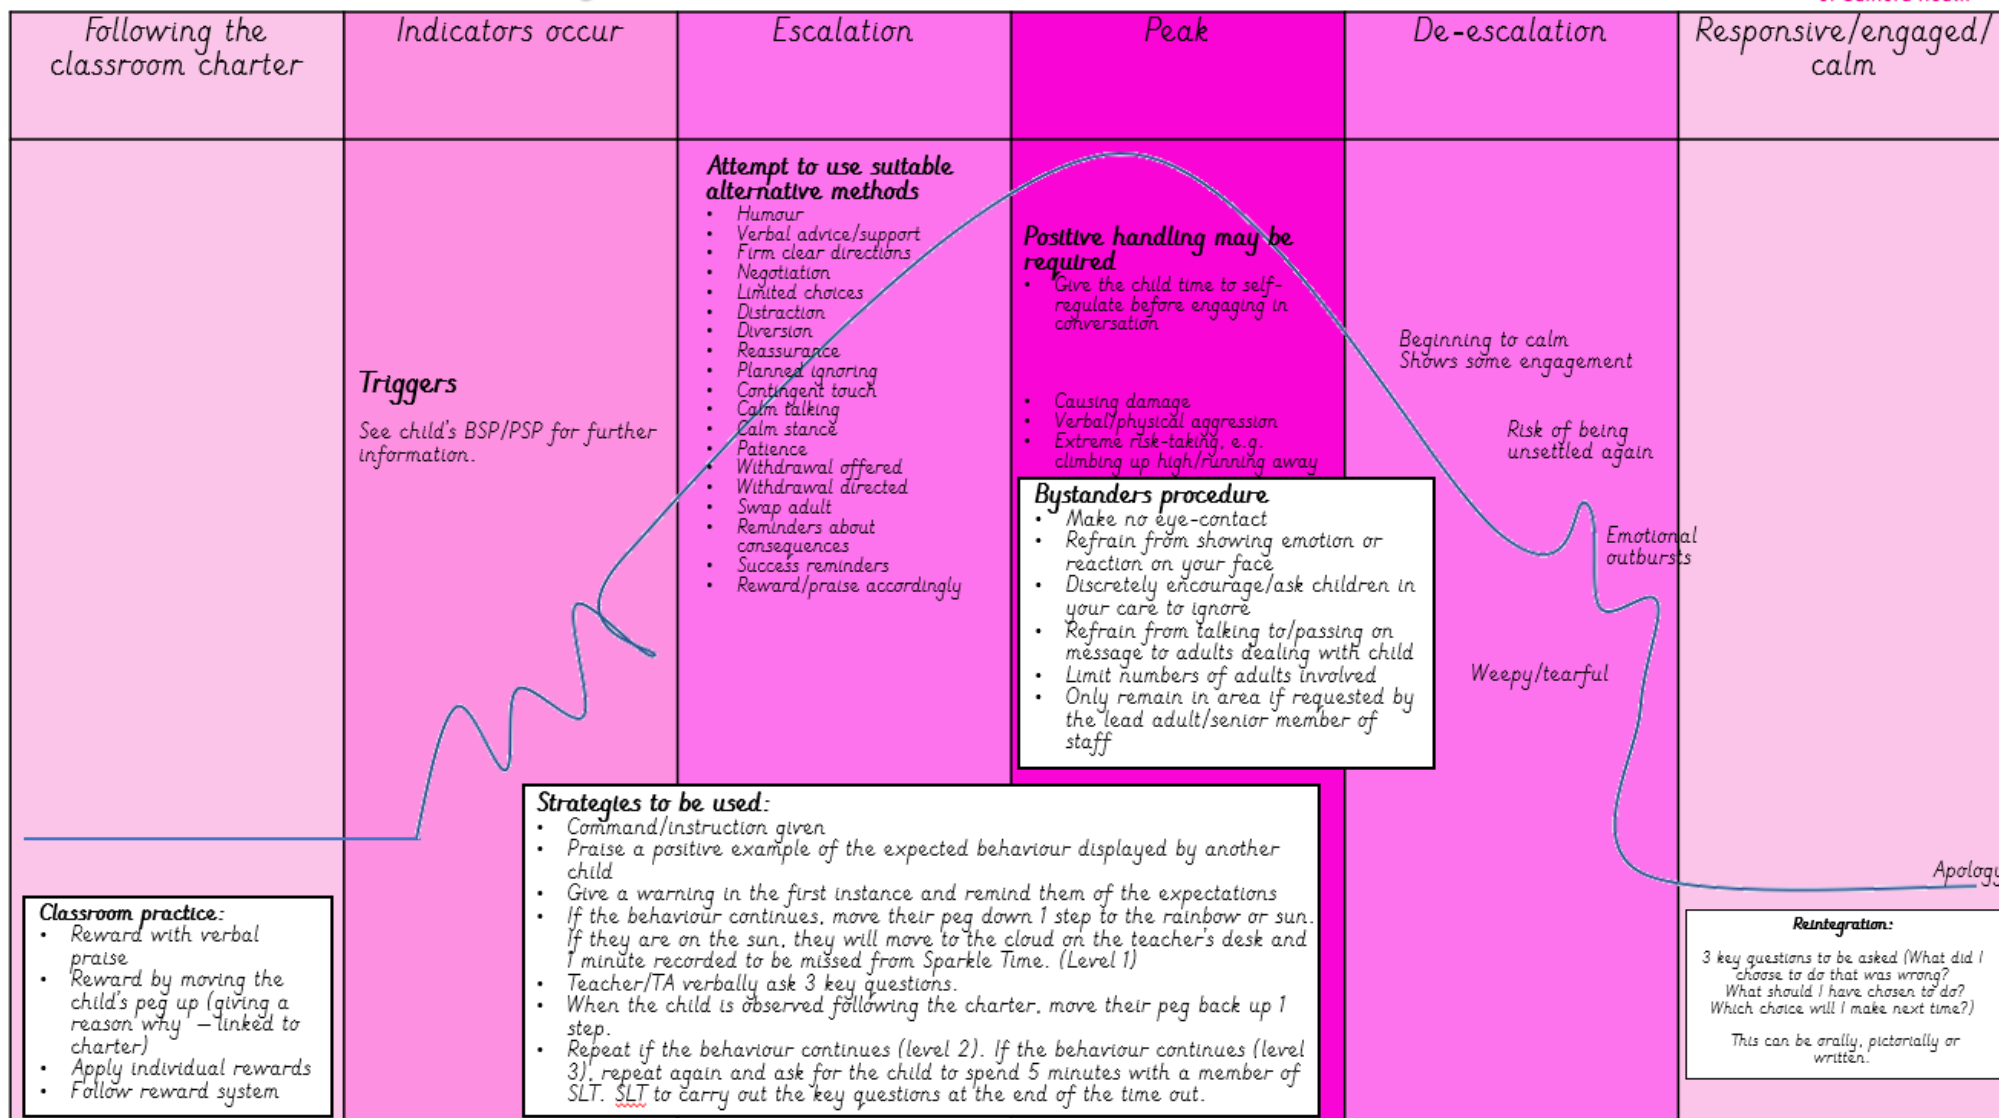 Following the
classroom charter
Indicators occur
Escalation
Peak
De-escalation
Responsive/engaged/
calm
Triggers
See child's BSP/PSP for further
information.
Attempt to use suitable
alternative methods
• Humour
• Verbal advice/support
• Firm clear directions
• Negotiation
• Limited choices
• Distraction
• Diversion
• Reassurance
• Planned ignoring
• Contingent touch
• Calm talking
• Calm stance
• Patience
• Withdrawal offered
• Withdrawal directed
• Swap adult
• Reminders about
consequences
• Success reminders
• Reward/praise accordingly
Positive handling may be
required
• Give the child time to self-
regulate before engaging in
conversation
• Causing damage
• Verbal/physical aggression
• Extreme risk-taking, e.g.
climbing up high/running away
Bystanders procedure
• Make no eye-contact
• Refrain from showing emotion or
reaction on your face
• Discretely encourage/ask children in
your care to ignore
• Refrain from talking to/passing on
message to adults dealing with child
• Limit numbers of adults involved
• Only remain in area if requested by
the lead adult/senior member of
staff
Beginning to calm
Shows some engagement
Risk of being
unsettled again
Emotional
outbursts
Weepy/tearful
Apology
Classroom practice:
• Reward with verbal
praise
• Reward by moving the
child's peg up (giving a
reason why – linked to
charter)
• Apply individual rewards
• Follow reward system
Strategies to be used:
• Command/instruction given
• Praise a positive example of the expected behaviour displayed by another
child
• Give a warning in the first instance and remind them of the expectations
• If the behaviour continues, move their peg down 1 step to the rainbow or sun.
If they are on the sun, they will move to the cloud on the teacher's desk and
1 minute recorded to be missed from Sparkle Time. (Level 1)
• Teacher/TA verbally ask 3 key questions.
• When the child is observed following the charter, move their peg back up 1
step.
• Repeat if the behaviour continues (level 2). If the behaviour continues (level
3), repeat again and ask for the child to spend 5 minutes with a member of
SLT. SLT to carry out the key questions at the end of the time out.
Reintegration:
3 key questions to be asked (What did I
choose to do that was wrong?
What should I have chosen to do?
Which choice will I make next time?)
This can be orally, pictorially or
written.